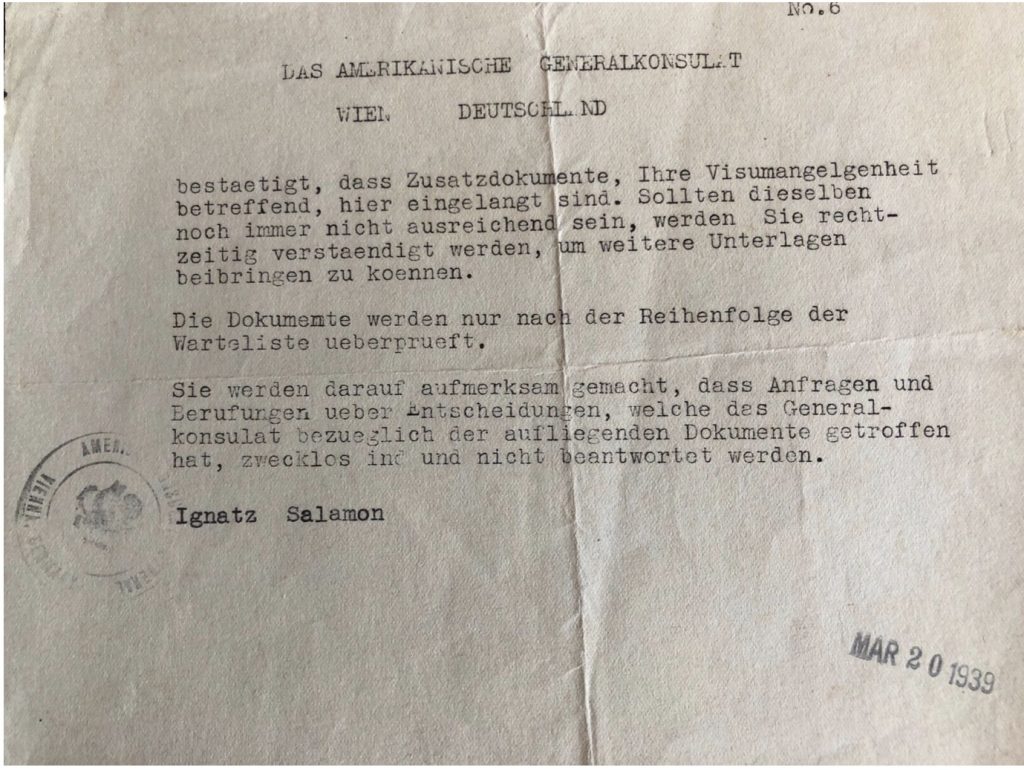 No.6
DAS AMERIKANISCHE GENERALKONSULAT
WIEN DEUTSCHLAND
bestaetigt, dass Zusatzdokumente, Ihre Visumangelgenheit
betreffend, hier eingelangt sind. Sollten dieselben
noch immer nicht ausreichend sein, werden Sie recht-
zeitig verstaendigt werden, um weitere Unterlagen
beibringen zu koennen.
Die Dokumemte werden nur nach der Reihenfolge der
Warteliste ueberprueft.
Sie werden darauf aufmerksam gemacht, dass Anfragen und
Berufungen ueber Entscheidungen, welche das General-
konsulat bezueglich der aufliegenden Dokumente getroffen
hat, zwecklos ind und nicht beantwortet werden.
Ignatz Salamon
VIENNA
MAR 20 1939